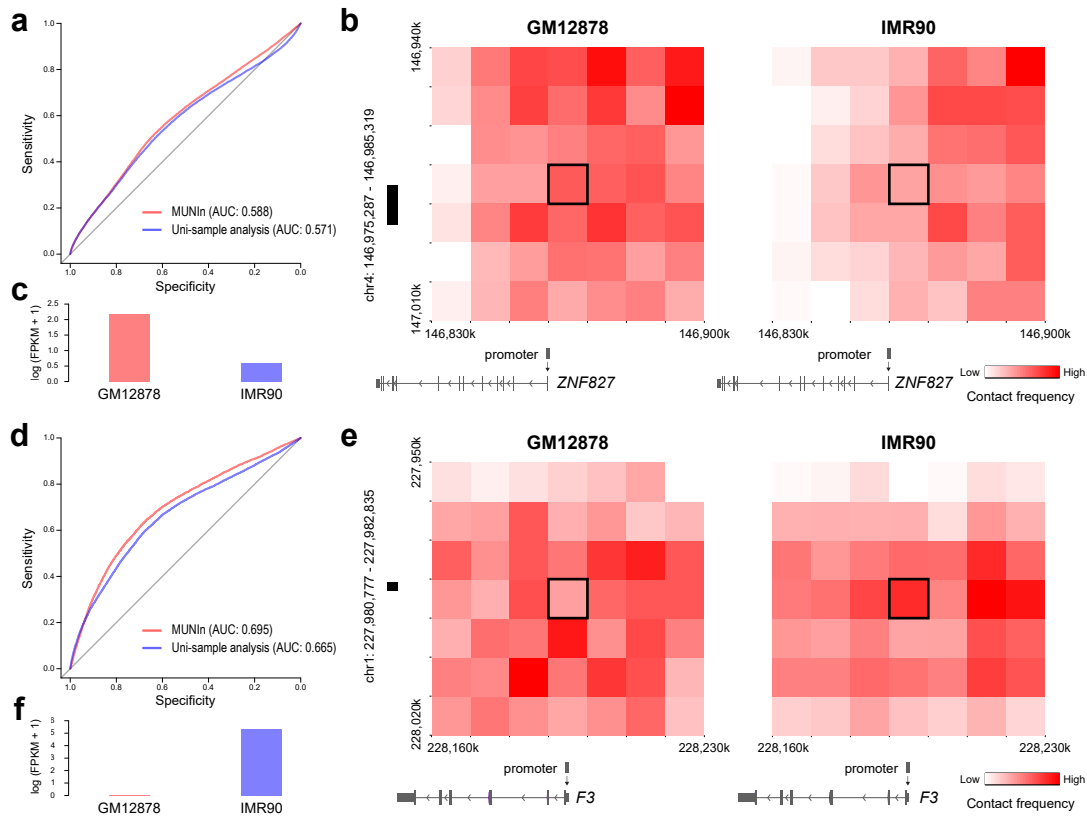 a
1.0
0.8
0.6
0.4
0.2
0.0
Sensitivity
MUNIn (AUC: 0.588)
Uni-sample analysis (AUC: 0.571)
1.0 0.8 0.6 0.4 0.2 0.0
Specificity
b
GM12878
IMR90
146,940k
chr4: 146,975,287 - 146,985,319
147,010k
146,830k 146,900k
146,830k 146,900k
promoter
ZNF827
promoter
ZNF827
Low High
Contact frequency
c
2.5
2.0
1.5
1.0
0.5
0.0
log (FPKM + 1)
GM12878 IMR90
d
1.0
0.8
0.6
0.4
0.2
0.0
Sensitivity
MUNIn (AUC: 0.695)
Uni-sample analysis (AUC: 0.665)
1.0 0.8 0.6 0.4 0.2 0.0
Specificity
e
GM12878
IMR90
227,950k
chr1: 227,980,777 - 227,982,835
228,020k
228,160k 228,230k
228,160k 228,230k
promoter
F3
promoter
F3
Low High
Contact frequency
f
5
4
3
2
1
0
log (FPKM + 1)
GM12878 IMR90